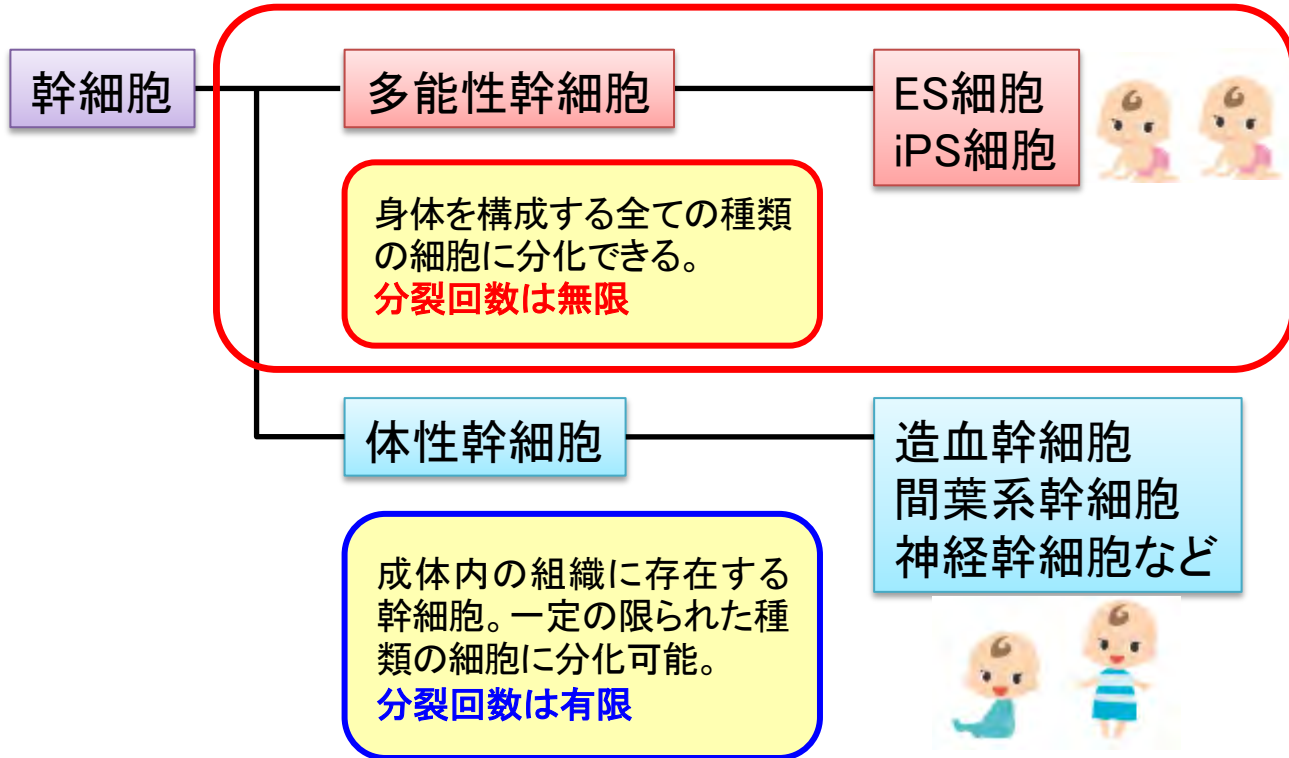 幹細胞
多能性幹細胞
ES細胞
iPS細胞
身体を構成する全ての種類
の細胞に分化できる。
分裂回数は無限
体性幹細胞
造血幹細胞
間葉系幹細胞
神経幹細胞など
成体内の組織に存在する
幹細胞。一定の限られた種
類の細胞に分化可能。
分裂回数は有限